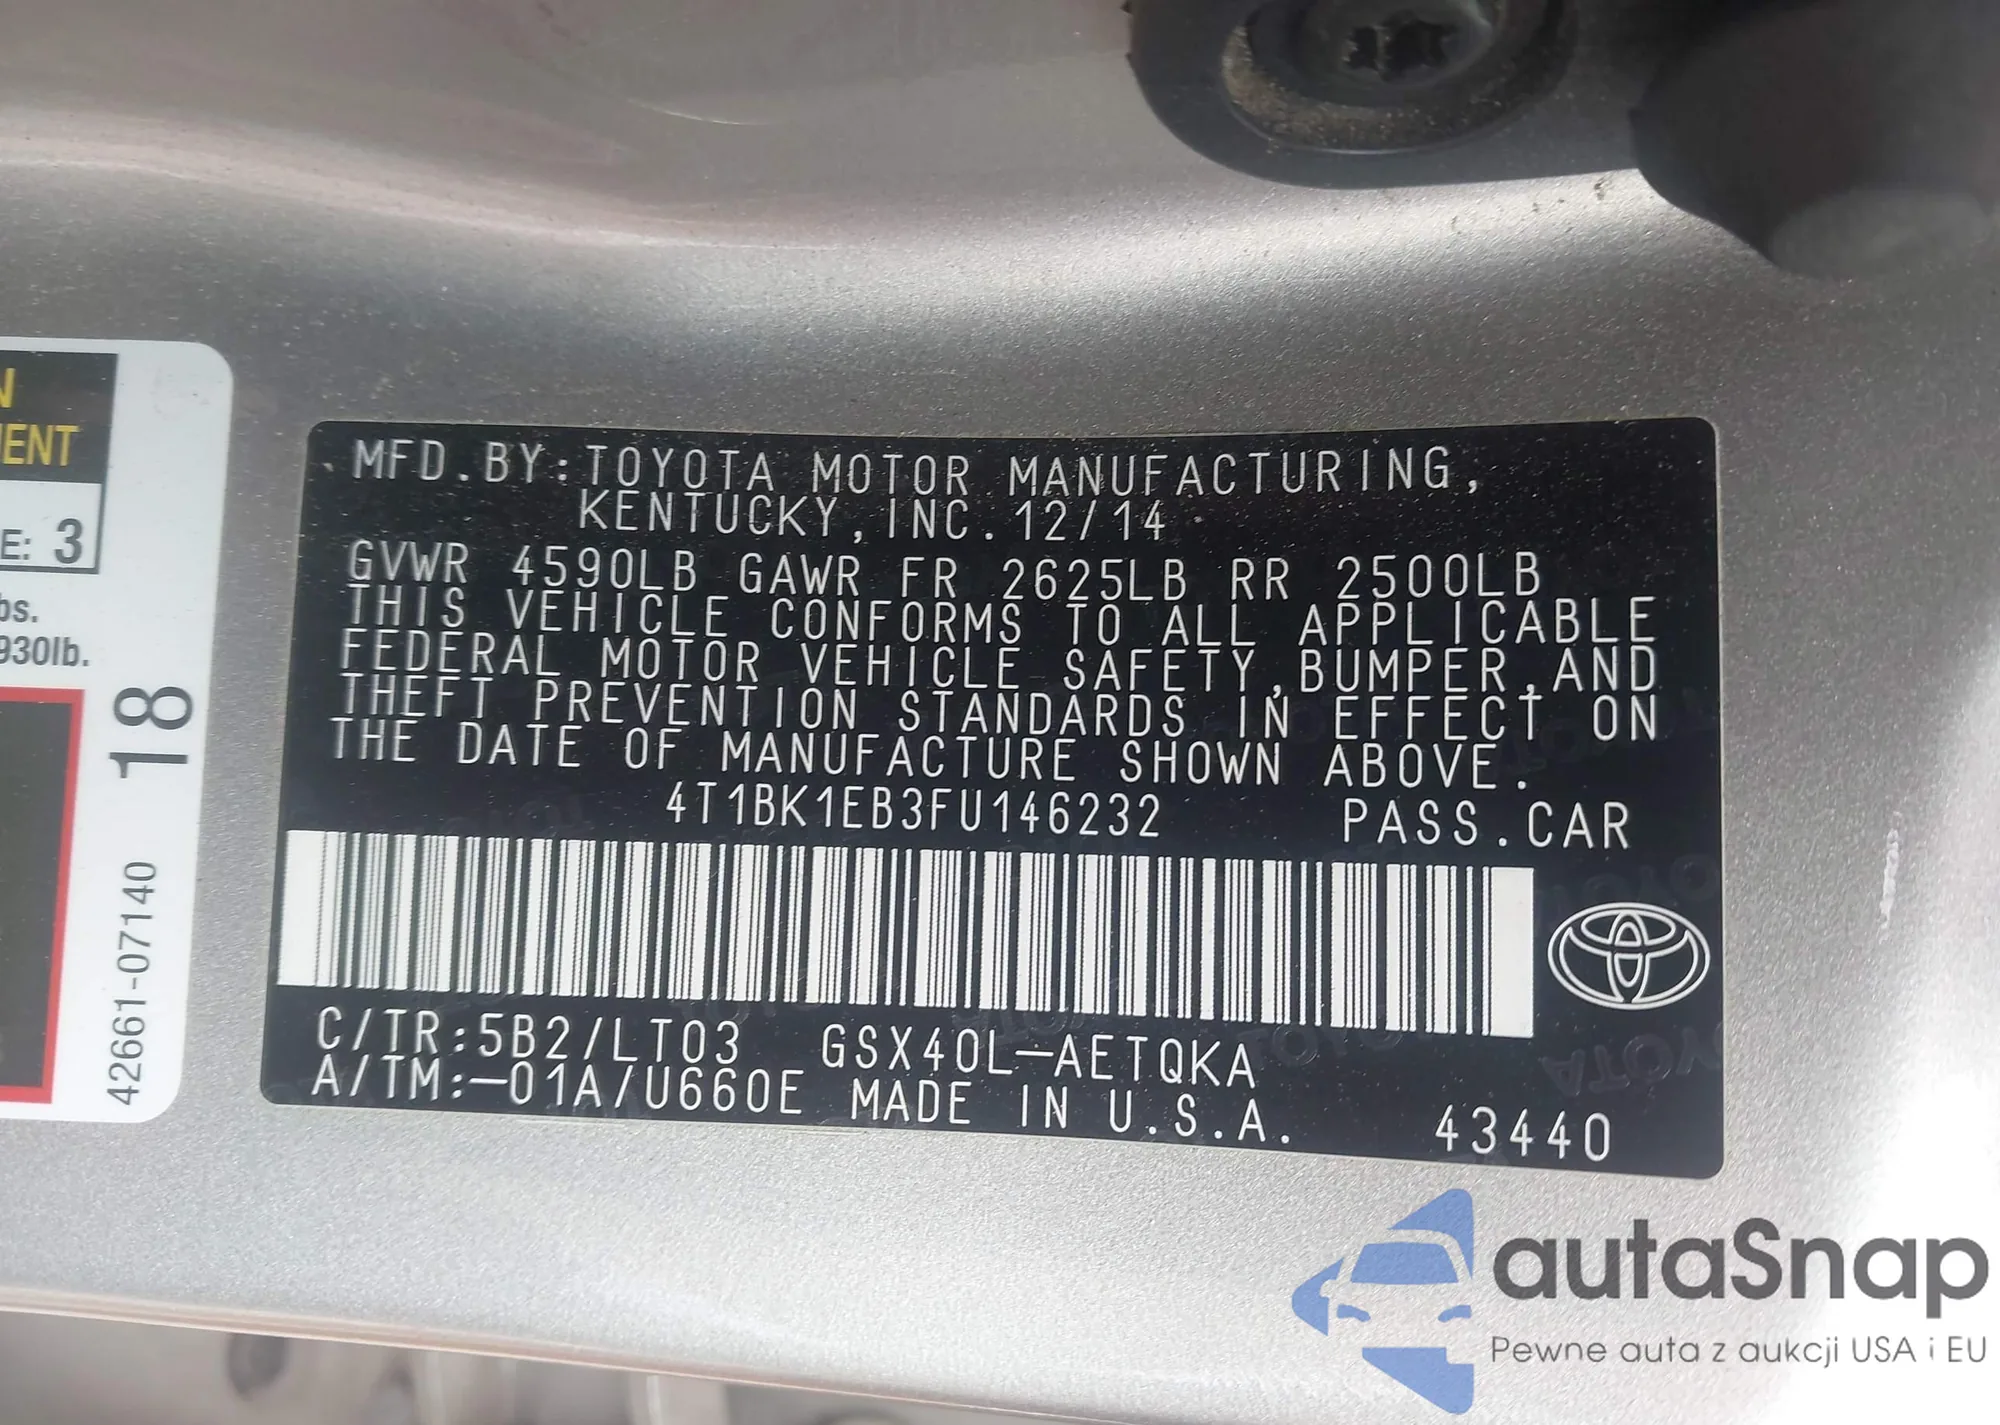 N
ENT
E: 3
bs.
930lb.
18
42661-07140
MFD.BY:TOYOTA MOTOR MANUFACTURING,
KENTUCKY,INC.12/14
GVWR 4590LB GAWR FR 2625LB RR 2500LB
THIS VEHICLE CONFORMS TO ALL APPLICABLE
FEDERAL MOTOR VEHICLE SAFETY,BUMPER,AND
THEFT PREVENTION STANDARDS IN EFFECT ON
THE DATE OF MANUFACTURE SHOWN ABOVE.
4T1BK1EB3FU146232 PASS.CAR
C/TR:5B2/LT03 GSX40L-AETQKA
A/TM:-01A/U660E MADE IN U.S.A. 43440
autaSnap
Pewne auta z aukcji USA i EU